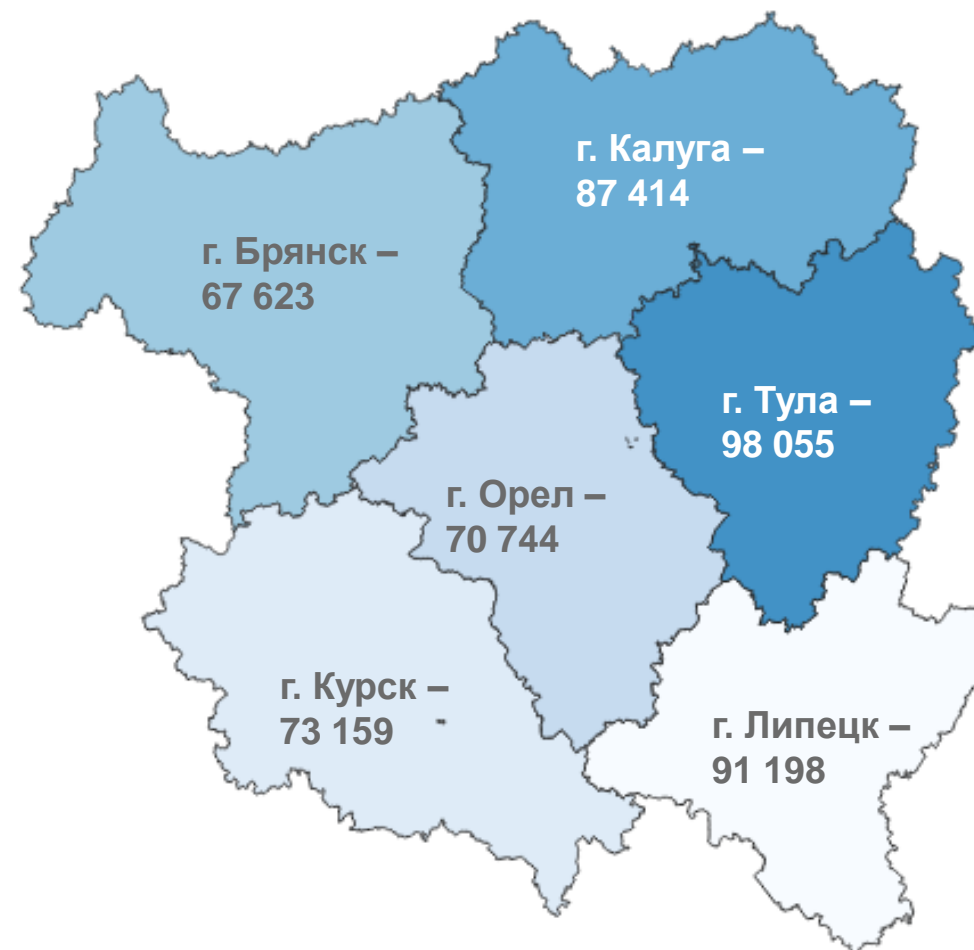 г. Калуга –
87 414
г. Брянск –
67 623
г. Тула –
98 055
г. Орел –
70 744
г. Курск –
73 159
г. Липецк –
91 198